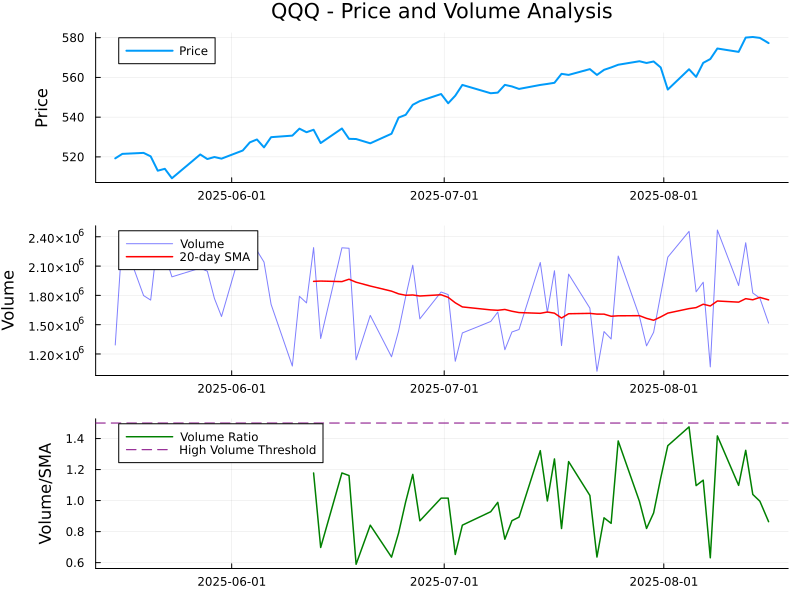 QQQ - Price and Volume Analysis
Price
580
560
540
520
Price
2025-06-01
2025-07-01
2025-08-01
Volume
2.40×10⁶
2.10×10⁶
1.80×10⁶
1.50×10⁶
1.20×10⁶
Volume
20-day SMA
2025-06-01
2025-07-01
2025-08-01
Volume/SMA
1.4
1.2
1.0
0.8
0.6
Volume Ratio
High Volume Threshold
2025-06-01
2025-07-01
2025-08-01